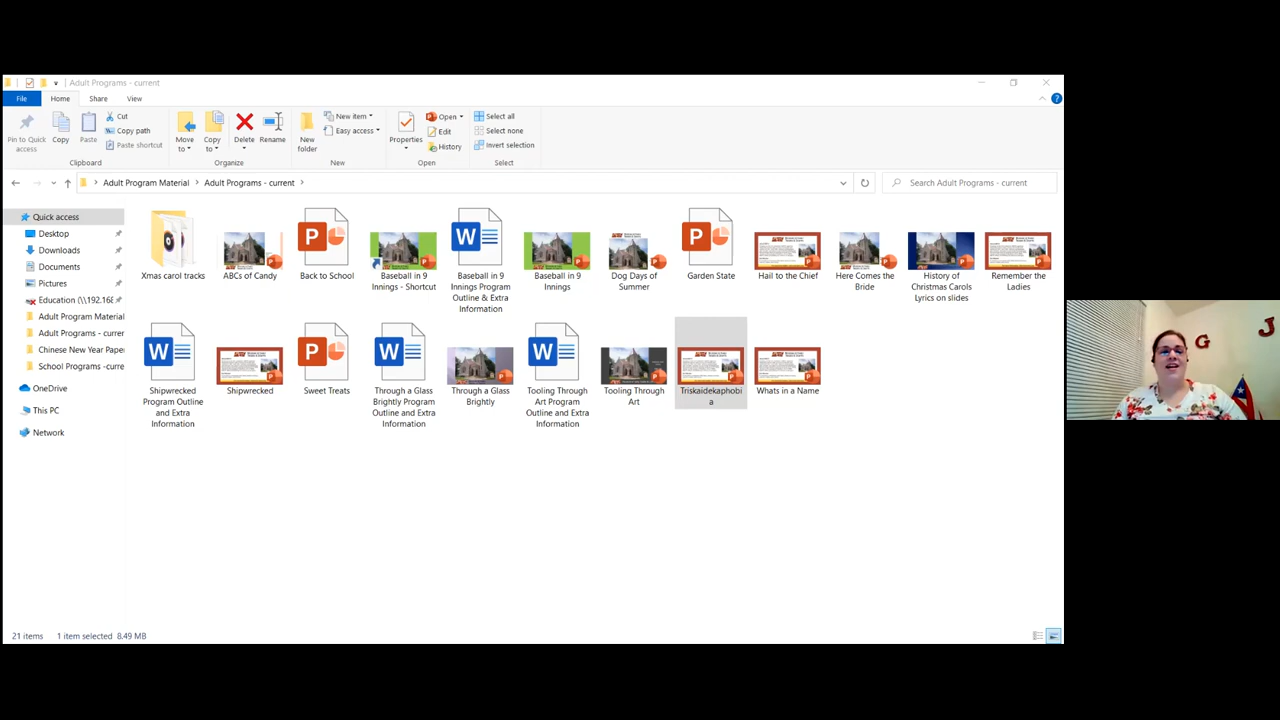 Adult Programs - current
File Home Share View
Pin to Quick access
Copy
Paste
Cut
Copy path
Paste shortcut
Clipboard
Move to
Copy to
Delete
Rename
Organize
New folder
New item
Easy access
New
Properties
Open
Edit
History
Open
Select all
Select none
Invert selection
Select
Adult Program Material > Adult Programs - current >
Search Adult Programs - current
Quick access
Desktop
Downloads
Documents
Pictures
Education (\\192.168
Adult Program Material
Adult Programs - curren
Chinese New Year Pape
School Programs -curre
OneDrive
This PC
Network
Xmas carol tracks
ABCs of Candy
Back to School
Baseball in 9
Innings - Shortcut
Baseball in 9
Innings Program
Outline & Extra
Information
Baseball in 9
Innings
Dog Days of
Summer
Garden State
Hail to the Chief
Here Comes the
Bride
History of
Christmas Carols
Lyrics on slides
Remember the
Ladies
Shipwrecked
Program Outline
and Extra
Information
Shipwrecked
Sweet Treats
Through a Glass
Brightly Program
Outline and Extra
Information
Through a Glass
Brightly
Tooling Through
Art Program
Outline and Extra
Information
Tooling Through
Art
Triskaidekaphobi
a
Whats in a Name
21 items 1 item selected 8.49 MB
G J